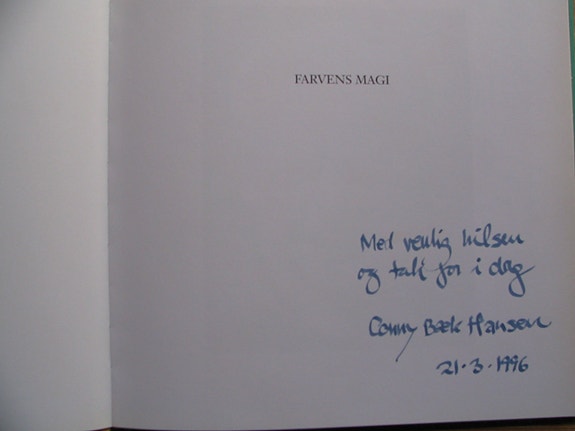 FARVENS MAGI
Med venlig hilsen
og tak for i dag
Conny Bæk Hansen
21.3.1996